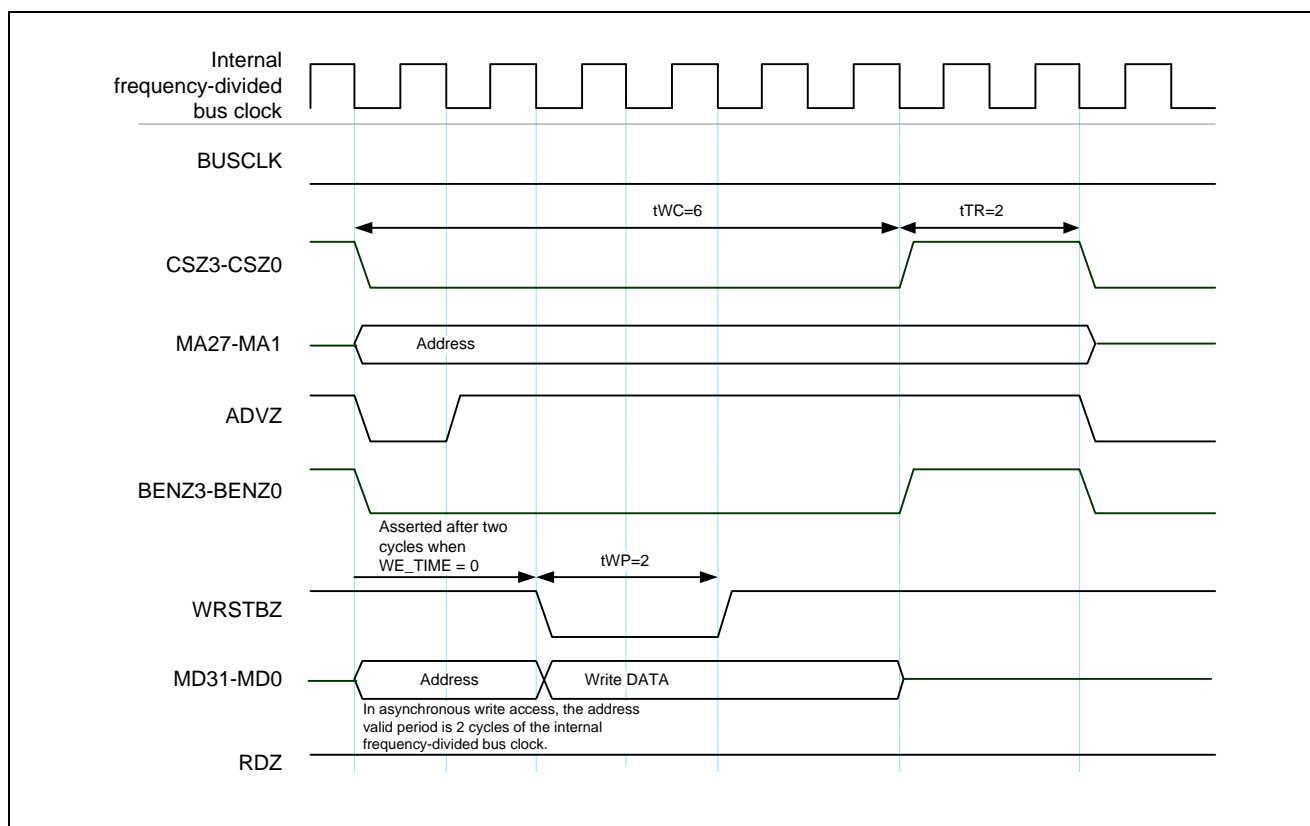 Internal
frequency-divided
bus clock
BUSCLK
tWC=6
tTR=2
CSZ3-CSZ0
MA27-MA1
Address
ADVZ
BENZ3-BENZ0
Asserted after two
cycles when
WE_TIME = 0
tWP=2
WRSTBZ
MD31-MD0
Address
Write DATA
In asynchronous write access, the address
valid period is 2 cycles of the internal
frequency-divided bus clock.
RDZ